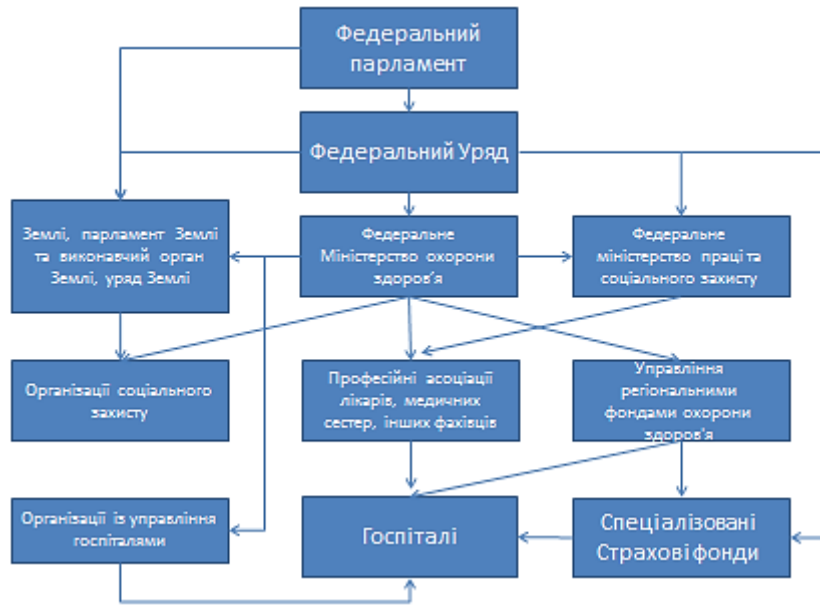 Федеральний
парламент
Федеральний Уряд
Землі, парламент Землі
та виконавчий орган
Землі, уряд Землі
Федеральне
Міністерство охорони
здоров'я
Федеральне
міністерство праці та
соціального захисту
Організації соціального
захисту
Професійні асоціації
лікарів, медичних
сестер, інших фахівців
Управління
регіональними
фондами охорони
здоров'я
Організації із управління
госпіталями
Госпіталі
Спеціалізовані
Страхові фонди